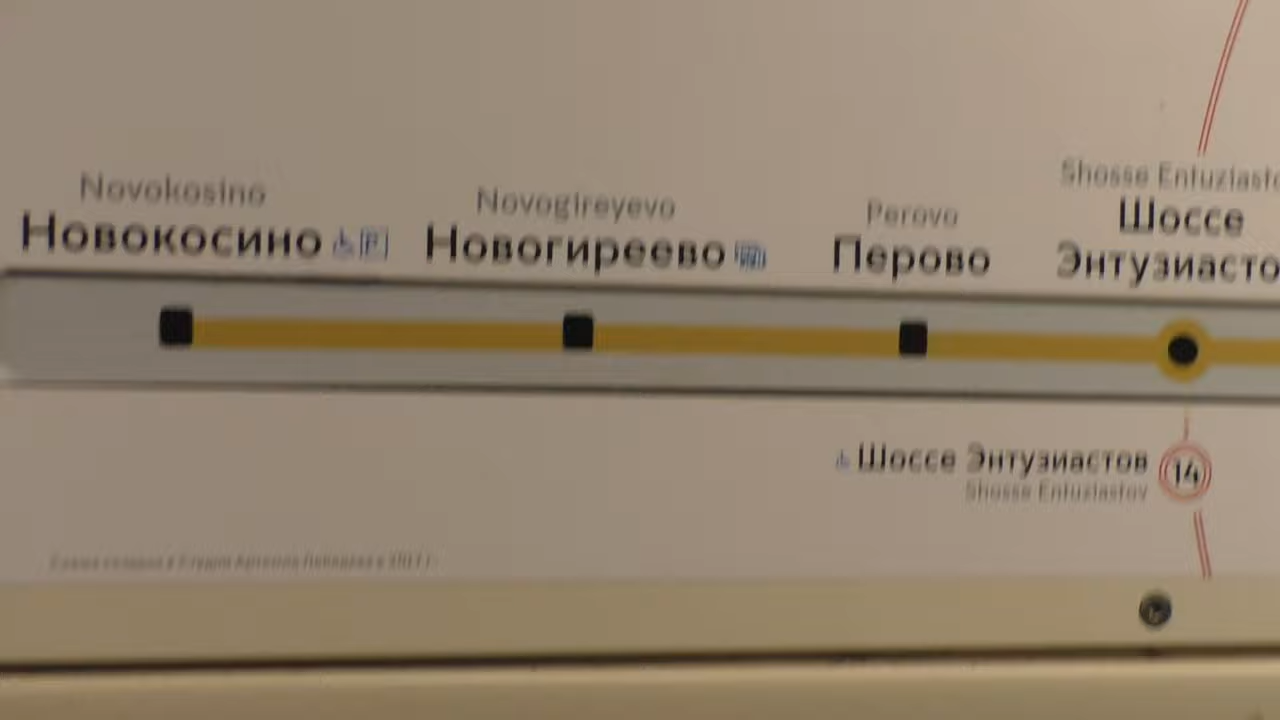 Novokosino
Новокосино P
Novogireyevo
Новогиреево
Perovo
Перово
Shosse Entuziasto
Шоссе
Энтузиасто
Шоссе Энтузиастов 14
Shosse Entuziastov